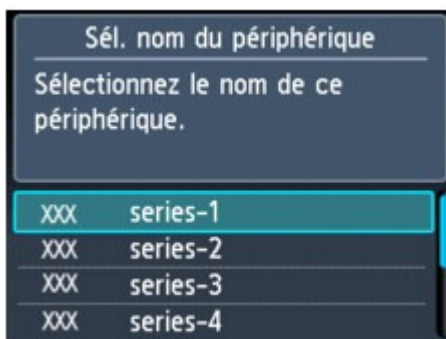 Sél. nom du périphérique
Sélectionnez le nom de ce
périphérique.
XXX series-1
XXX series-2
XXX series-3
XXX series-4